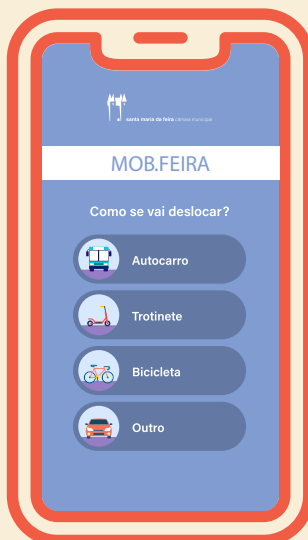 santa maria da feira câmara municipal
MOB.FEIRA
Como se vai deslocar?
Autocarro
Trotinete
Bicicleta
Outro